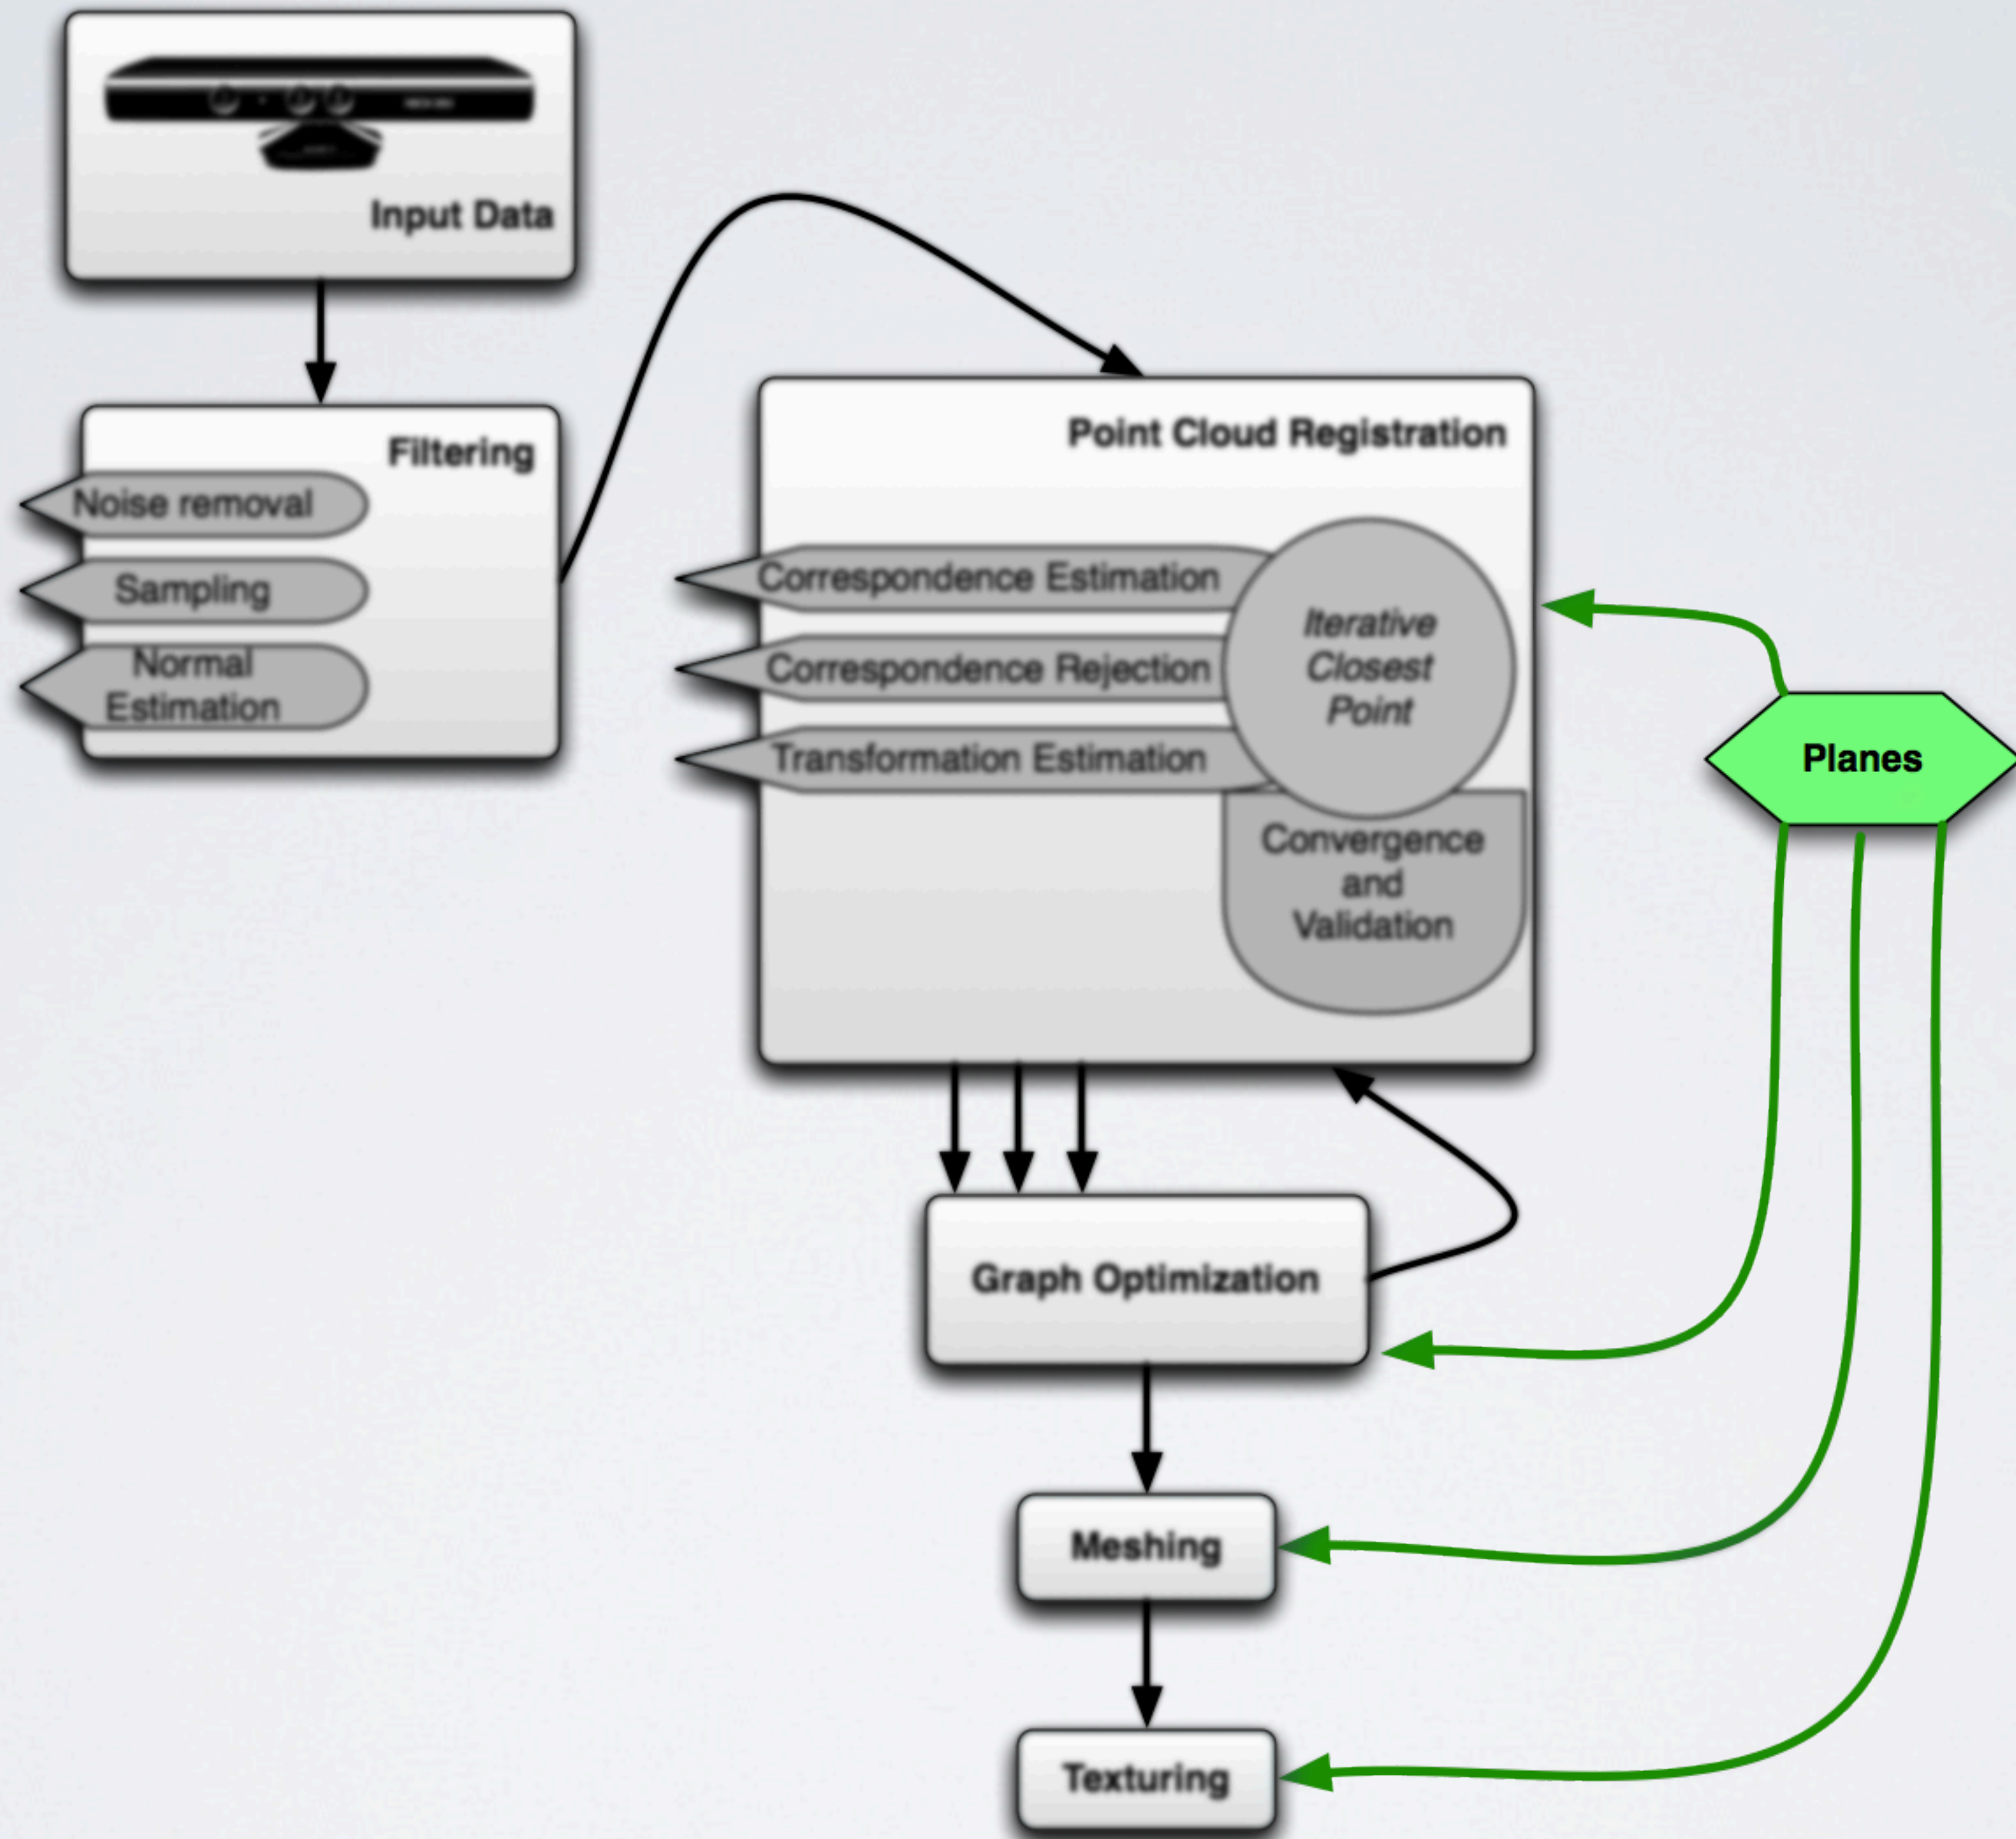 Input Data
Filtering
Noise removal
Sampling
Normal
Estimation
Point Cloud Registration
Correspondence Estimation
Correspondence Rejection
Transformation Estimation
Iterative
Closest
Point
Convergence
and
Validation
Planes
Graph Optimization
Meshing
Texturing